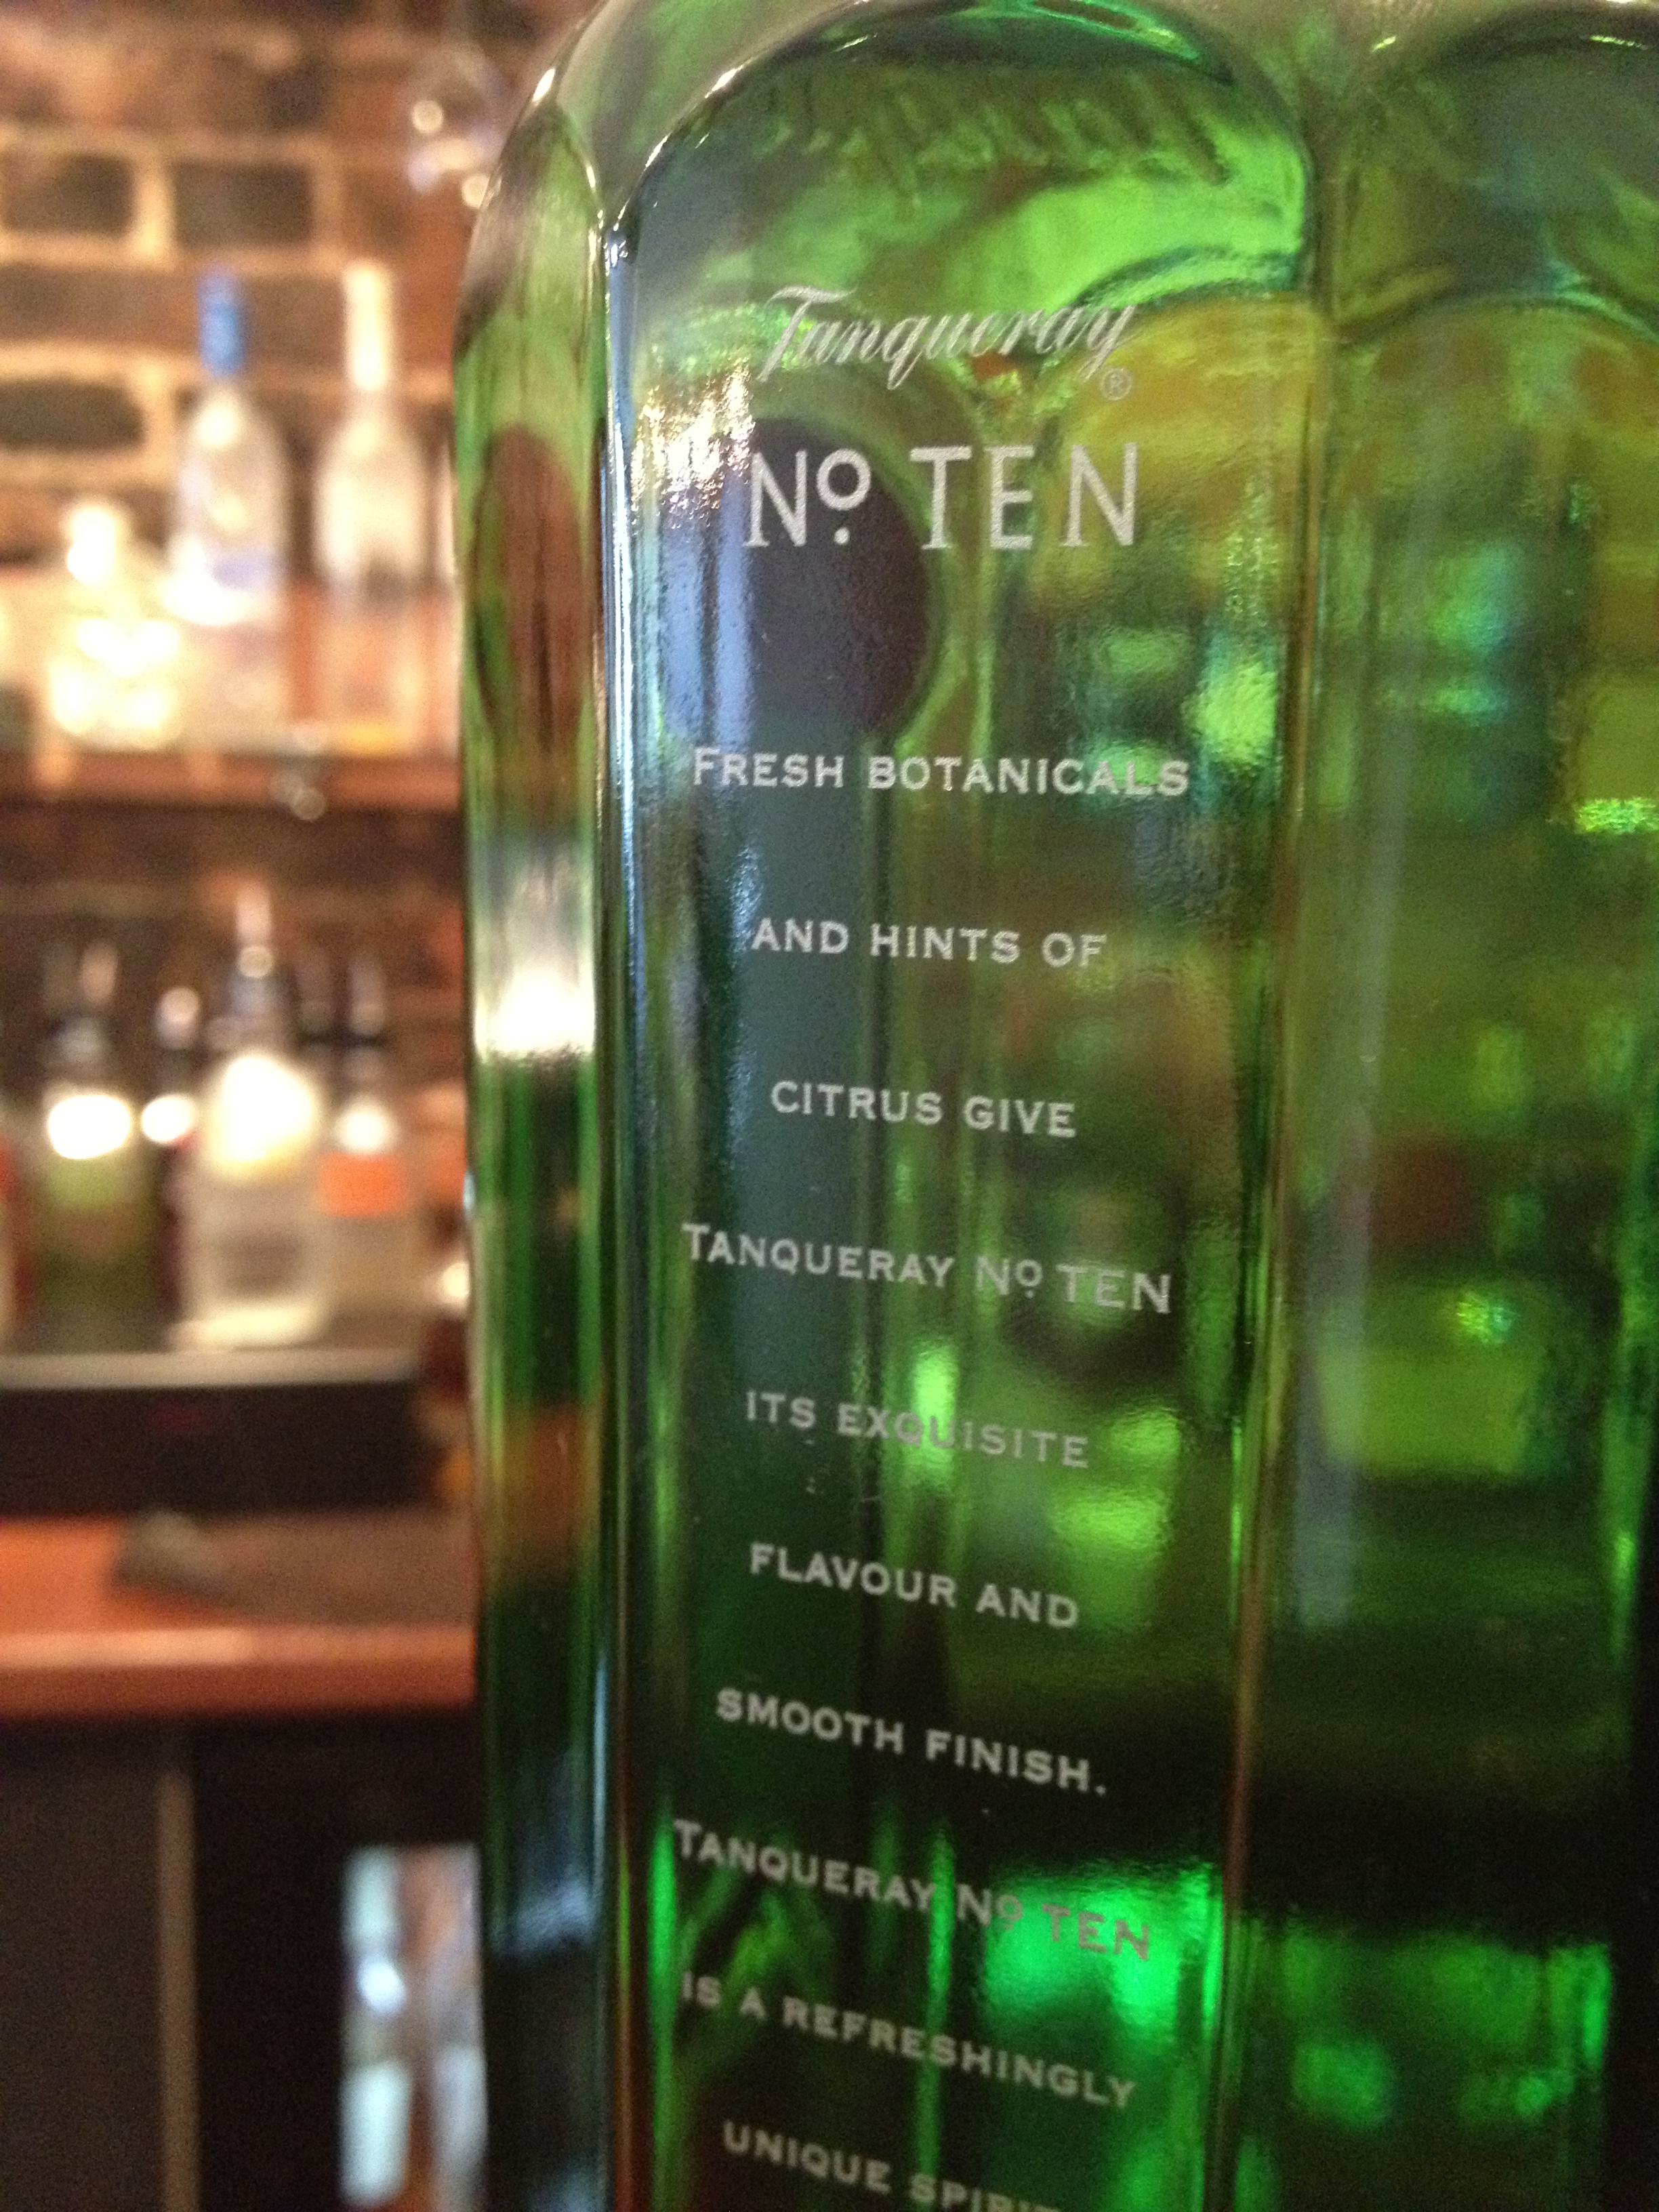 Tanqueray®
Nº TEN
FRESH BOTANICALS
AND HINTS OF
CITRUS GIVE
TANQUERAY Nº TEN
ITS EXQUISITE
FLAVOUR AND
SMOOTH FINISH.
TANQUERAY Nº TEN
IS A REFRESHINGLY
UNIQUE SPIRIT